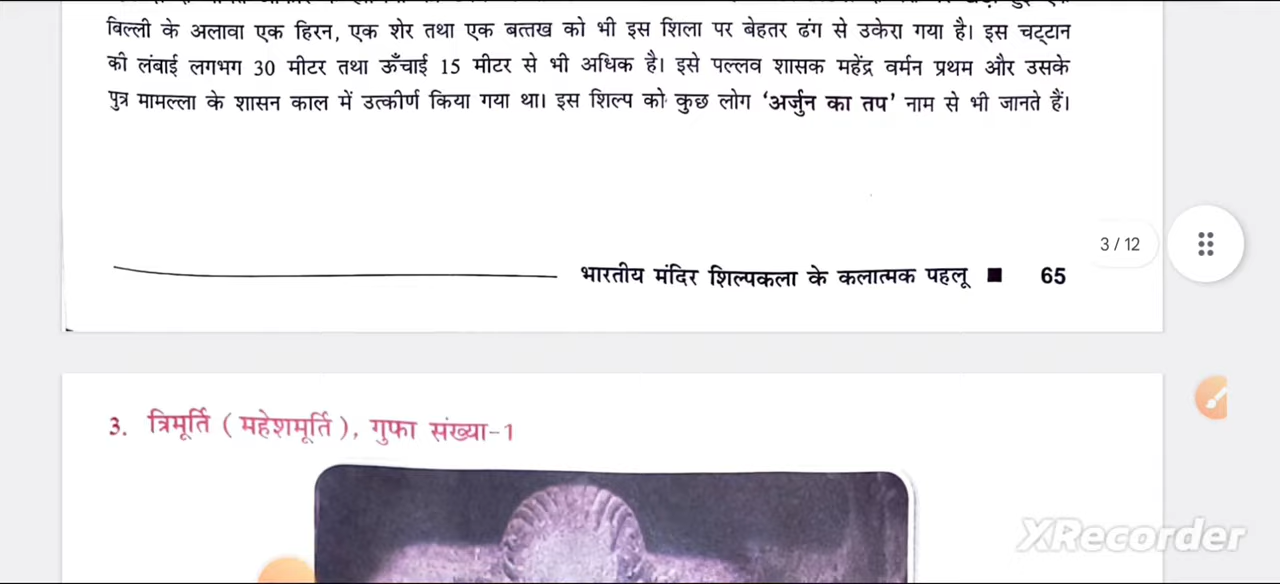 बिल्ली के अलावा एक हिरन, एक शेर तथा एक बत्तख को भी इस शिला पर बेहतर ढंग से उकेरा गया है। इस चट्टान
की लंबाई लगभग 30 मीटर तथा ऊँचाई 15 मीटर से भी अधिक है। इसे पल्लव शासक महेंद्र वर्मन प्रथम और उसके
पुत्र मामल्ला के शासन काल में उत्कीर्ण किया गया था। इस शिल्प को कुछ लोग ‘अर्जुन का तप’ नाम से भी जानते हैं।
3 / 12
भारतीय मंदिर शिल्पकला के कलात्मक पहलू ■ 65
3. त्रिमूर्ति ( महेशमूर्ति ), गुफा संख्या-1
XRecorder